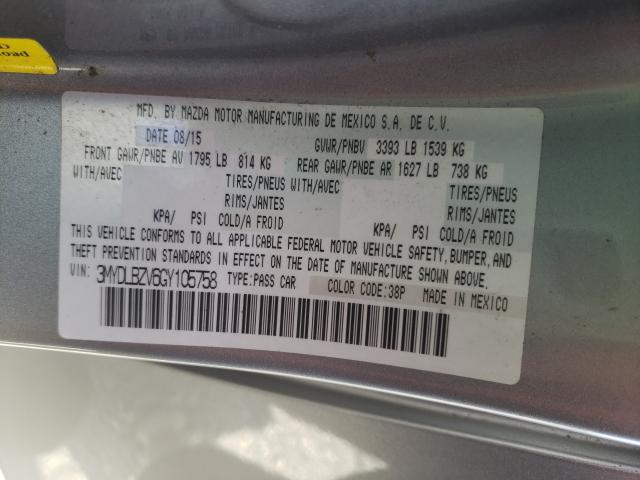 MFD. BY MAZDA MOTOR MANUFACTURING DE MEXICO S.A. DE C.V.
DATE 08/15 GVWR/PNBV 3393 LB 1539 KG
FRONT GAWR/PNBE AV 1795 LB 814 KG REAR GAWR/PNBE AR 1627 LB 738 KG
WITH/AVEC TIRES/PNEUS WITH/AVEC TIRES/PNEUS
RIMS/JANTES RIMS/JANTES
KPA/ PSI COLD/A FROID KPA/ PSI COLD/A FROID
THIS VEHICLE CONFORMS TO ALL APPLICABLE FEDERAL MOTOR VEHICLE SAFETY, BUMPER, AND
THEFT PREVENTION STANDARDS IN EFFECT ON THE DATE OF MANUFACTURE SHOWN ABOVE.
VIN: 3MYDLBZV6GY105758 TYPE:PASS CAR COLOR CODE:38P MADE IN MEXICO